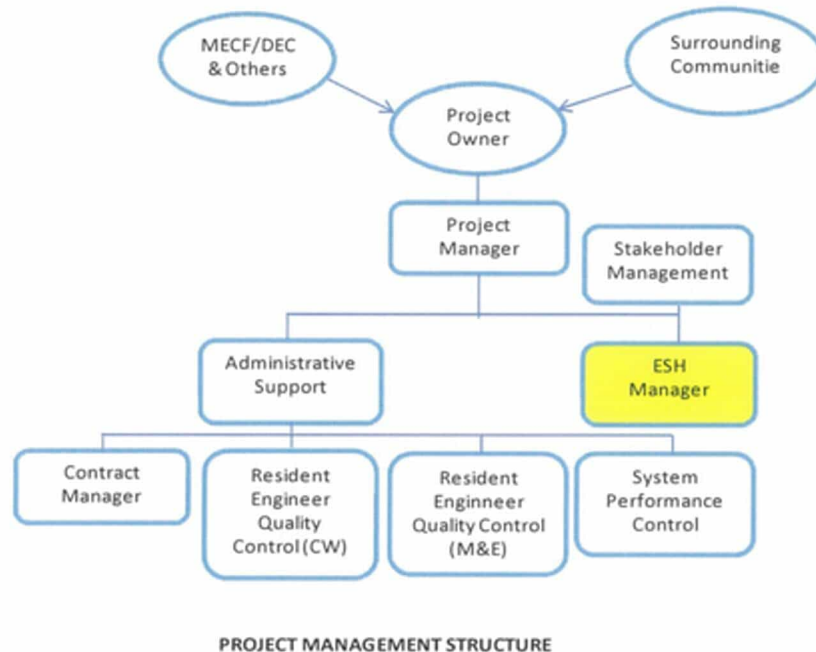 MECF/DEC
& Others
Surrounding
Communitie
Project
Owner
Project
Manager
Stakeholder
Management
Administrative
Support
ESH
Manager
Contract
Manager
Resident
Engineer
Quality
Control (CW)
Resident
Enginneer
Quality Control
(M&E)
System
Performance
Control
PROJECT MANAGEMENT STRUCTURE